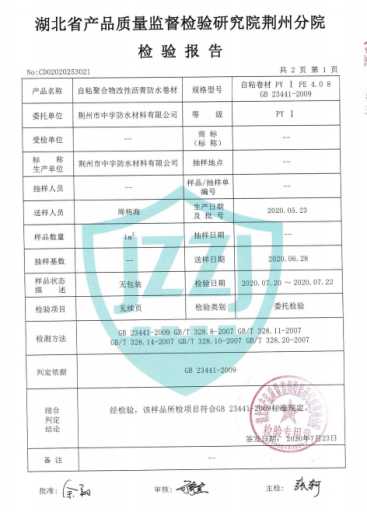 湖北省产品质量监督检验研究院荆州分院
检 验 报 告
No:CD02020253021 共 2 页 第 1 页
产品名称 自粘聚合物改性沥青防水卷材 规格型号 自粘卷材 PY Ⅰ PE 4.0 8
GB 23441-2009
委托单位 荆州市中宇防水材料有限公司 等 级 PY Ⅰ
受检单位 —— 商 标
(标 称) ——
标 称
生产单位 荆州市中宇防水材料有限公司 抽样地点 ——
抽样人员 —— 样品/抽样单
编号 ——
送样人员 周杨海 生产日期
及 批 号 2020.05.23
样品数量 1m² 抽样日期 ——
抽样基数 —— 送样日期 2020.06.28
样品状态
描 述 无包装 检验日期 2020.07.20 ~ 2020.07.22
检验项目 见续页 检验类别 委托检验
检测方法 GB 23441-2009 GB/T 328.8-2007 GB/T 328.11-2007
GB/T 328.14-2007 GB/T 328.10-2007 GB/T 328.20-2007
判定依据 GB 23441-2009
综合
判定
结论 经检验，该样品所检项目符合GB 23441-2009标准规定。
签发日期：2020年7月23日
备 注 ——
批准： 审核： 主检：
JZZJ
检验专用章